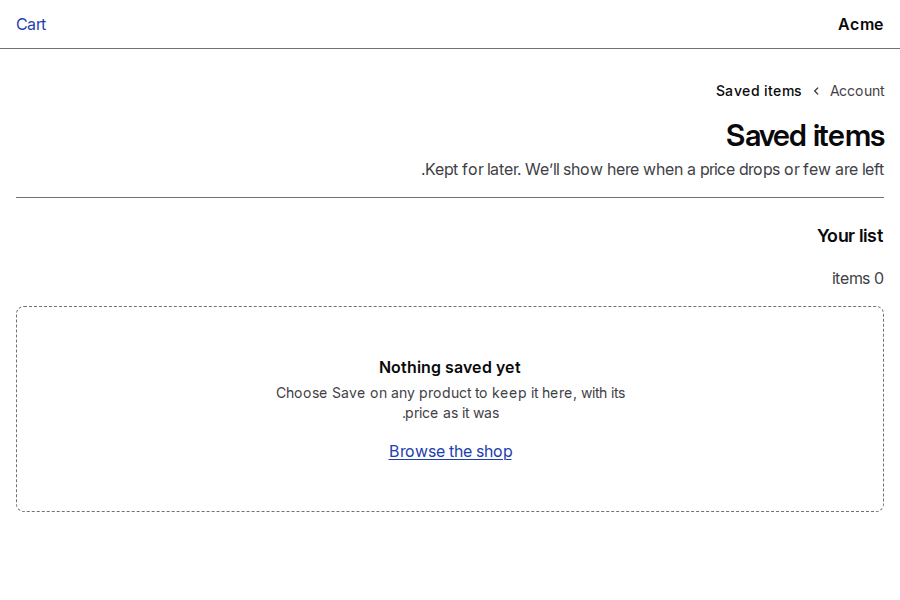 Acme
Cart
Account
Saved items
Saved items
Kept for later. We’ll show here when a price drops or few are left.
Your list
0 items
Nothing saved yet
Choose Save on any product to keep it here, with its
price as it was.
Browse the shop